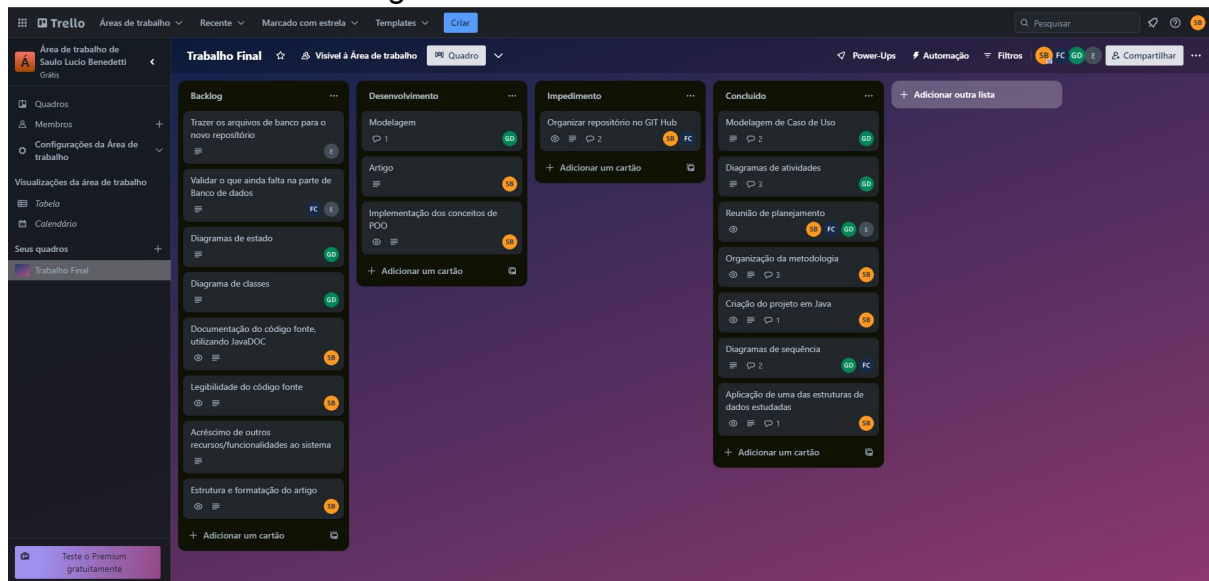 Trello
Áreas de trabalho
Recente
Marcado com estrela
Templates
Criar
Pesquisar
SB
Á
Área de trabalho de
Saulo Lucio Benedetti
Grátis
Quadros
Membros
Configurações da Área de
trabalho
Visualizações da área de trabalho
Tabela
Calendário
Seus quadros
Trabalho Final
Teste o Premium
gratuitamente
Trabalho Final
Visível à Área de trabalho
Quadro
Power-Ups
Automação
Filtros
SB FC GD E
Compartilhar
Backlog
Trazer os arquivos de banco para o
novo repositório
E
Validar o que ainda falta na parte de
Banco de dados
FC E
Diagramas de estado
GD
Diagrama de classes
GD
Documentação do código fonte,
utilizando JavaDOC
SB
Legibilidade do código fonte
SB
Acréscimo de outros
recursos/funcionalidades ao sistema
Estrutura e formatação do artigo
SB
+ Adicionar um cartão
Desenvolvimento
Modelagem
1 GD
Artigo
SB
Implementação dos conceitos de
POO
SB
+ Adicionar um cartão
Impedimento
Organizar repositório no GIT Hub
2 SB FC
+ Adicionar um cartão
Concluido
Modelagem de Caso de Uso
2 GD
Diagramas de atividades
3 GD
Reunião de planejamento
SB FC GD E
Organização da metodologia
3 SB
Criação do projeto em Java
1 SB
Diagramas de sequência
2 GD FC
Aplicação de uma das estruturas de
dados estudadas
1 SB
+ Adicionar um cartão
+ Adicionar outra lista